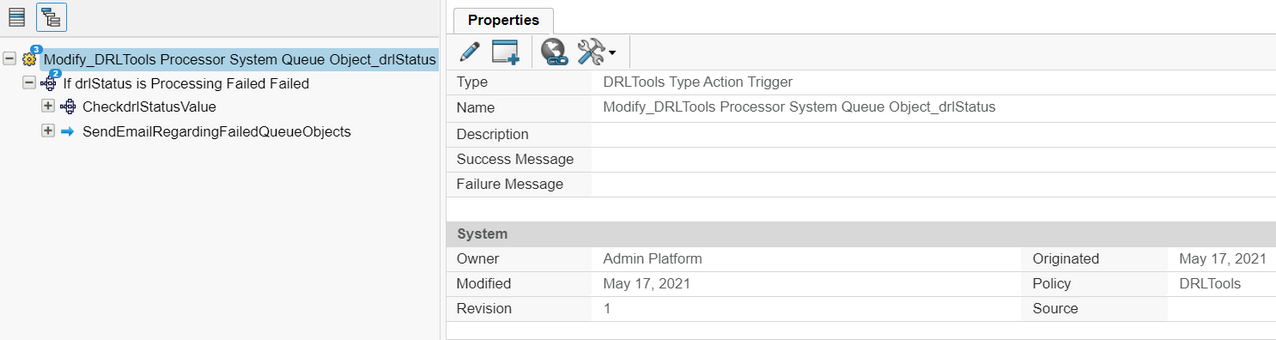 Properties
3
Modify_DRLTools Processor System Queue Object_drlStatus
2
If drlStatus is Processing Failed Failed
CheckdrlStatusValue
SendEmailRegardingFailedQueueObjects
Type DRLTools Type Action Trigger
Name Modify_DRLTools Processor System Queue Object_drlStatus
Description
Success Message
Failure Message
System
Owner Admin Platform Originated May 17, 2021
Modified May 17, 2021 Policy DRLTools
Revision 1 Source